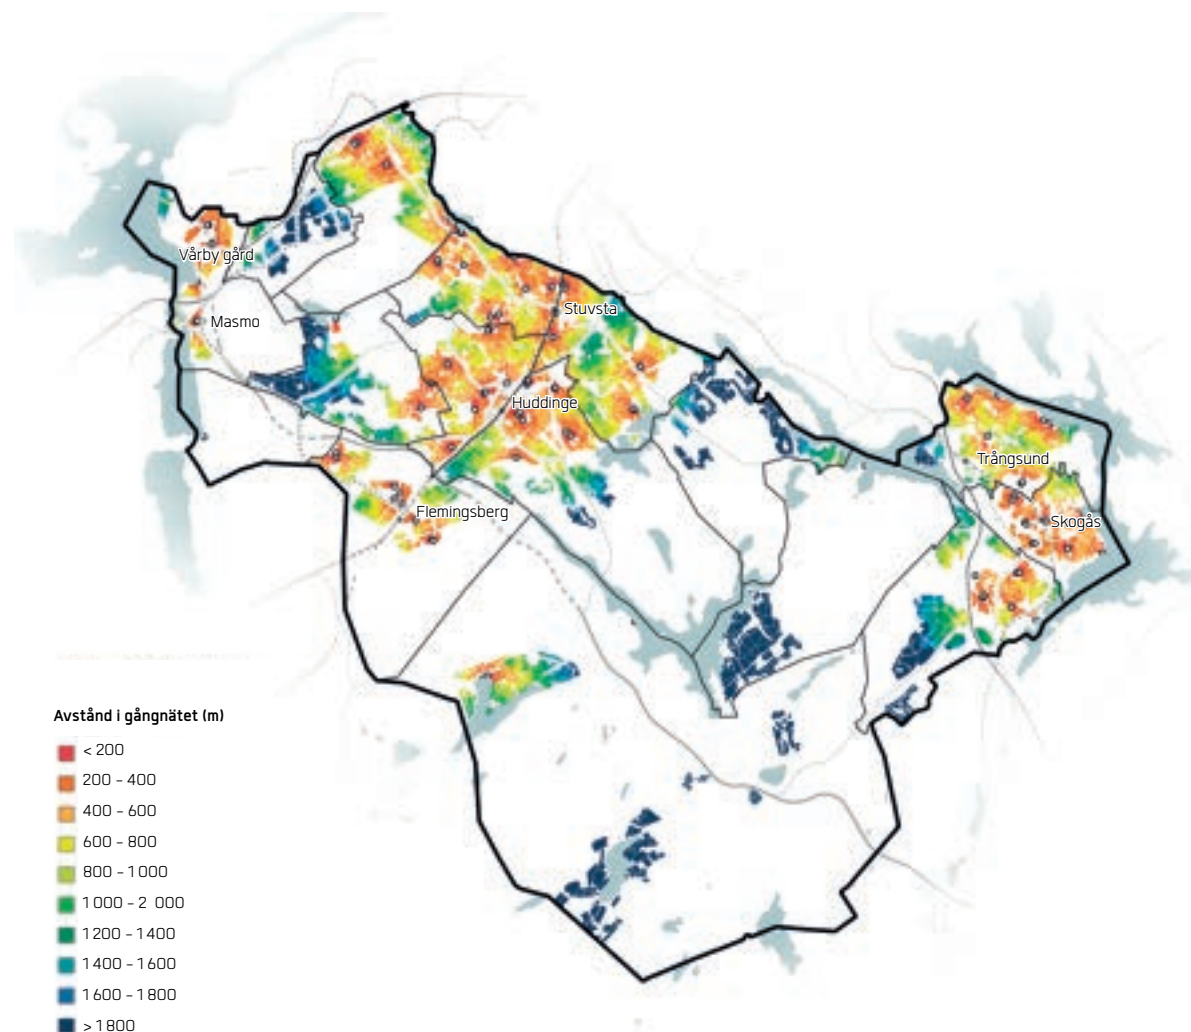 Vårby gård
Masmo
Stuvsta
Huddinge
Trångsund
Flemingsberg
Skogås
Avstånd i gångnätet (m)
< 200
200 – 400
400 – 600
600 – 800
800 – 1000
1000 – 2 000
1200 – 1400
1400 – 1600
1600 – 1800
> 1800